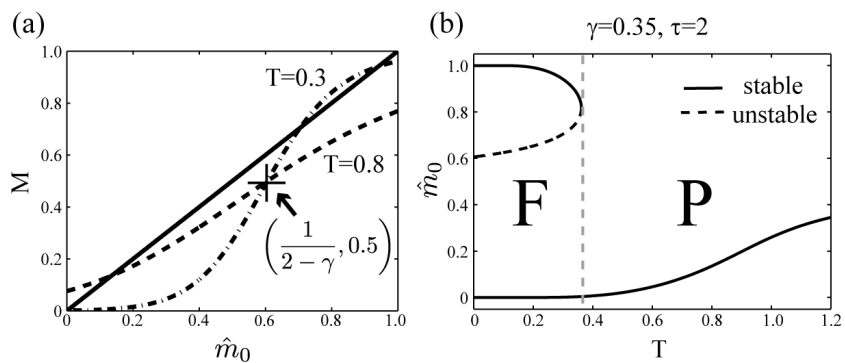 (a)
M
1.0
0.8
0.6
0.4
0.2
0
T=0.3
T=0.8
(1/(2 − γ), 0.5)
0 0.2 0.4 0.6 0.8 1.0
m̂₀
(b)
γ=0.35, τ=2
m̂₀
1.0
0.8
0.6
0.4
0.2
0
stable
unstable
F P
0 0.2 0.4 0.6 0.8 1.0 1.2
T